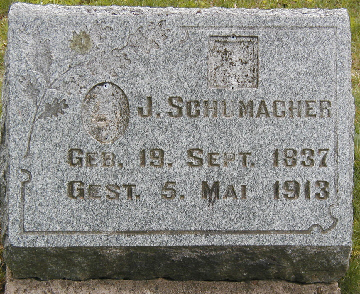 J. SCHUMACHER
GEB. 19. SEPT. 1837
GEST. 5. MAI 1913